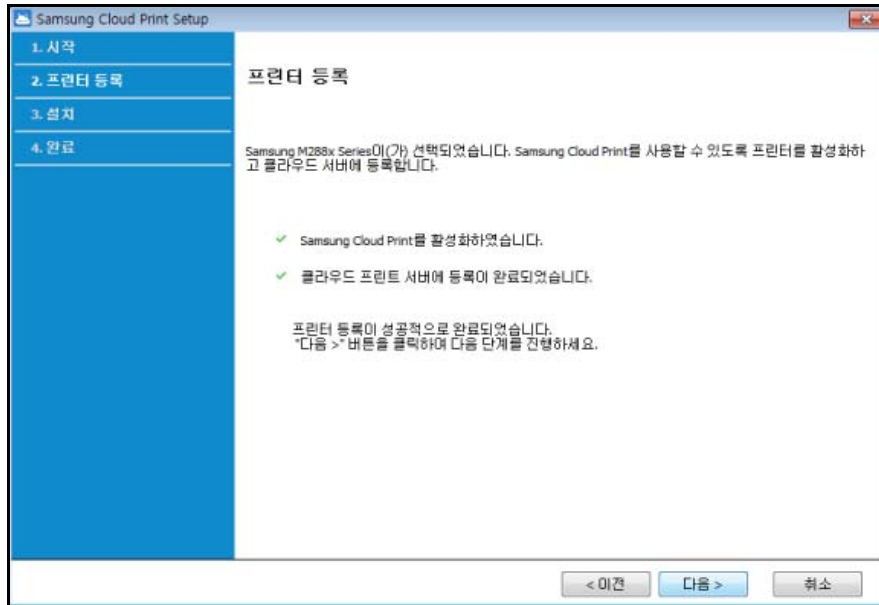 Samsung Cloud Print Setup
1. 시작
2. 프린터 등록
3. 설치
4. 완료
프린터 등록
Samsung M288x Series이(가) 선택되었습니다. Samsung Cloud Print를 사용할 수 있도록 프린터를 활성화하
고 클라우드 서버에 등록합니다.
Samsung Cloud Print를 활성화하였습니다.
클라우드 프린트 서버에 등록이 완료되었습니다.
프린터 등록이 성공적으로 완료되었습니다.
"다음 >" 버튼을 클릭하여 다음 단계를 진행하세요.
< 이전
다음 >
취소